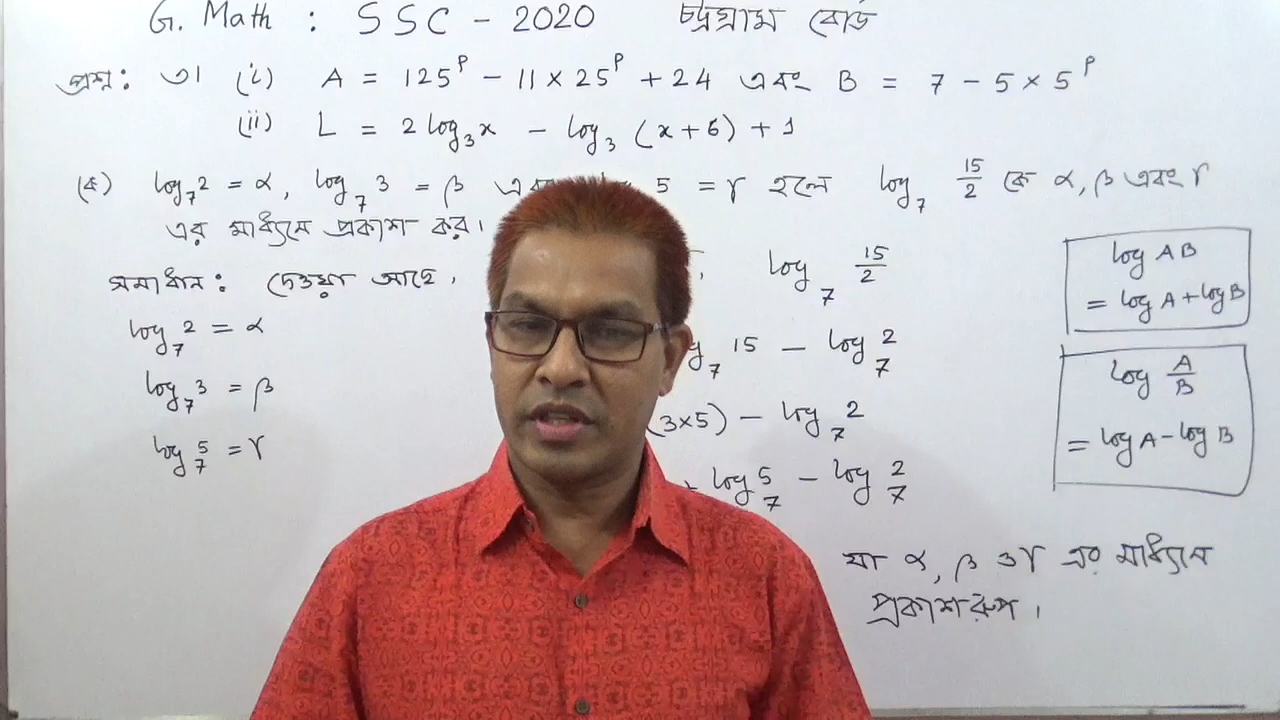 G. Math : SSC - 2020 চট্টগ্রাম বোর্ড
প্রশ্ন: ৩। (i) A = 125^p - 11 × 25^p + 24 এবং B = 7 - 5 × 5^p
(ii) L = 2 log₃x - log₃ (x+6) + 1
(ক) log₇2 = α, log₇3 = β 5 = γ হলে log₇ 15/2 কে α, β এবং γ
এর মাধ্যমে প্রকাশ কর।
সমাধান: দেওয়া আছে,
log₇2 = α
log₇3 = β
log₇5 = γ
log₇ 15/2
₇15 - log₇2
(3×5) - log₇2
log₇5 - log₇2
যা α, β ও γ এর মাধ্যমে
প্রকাশরূপ।
log AB
= log A + log B
log A/B
= log A - log B